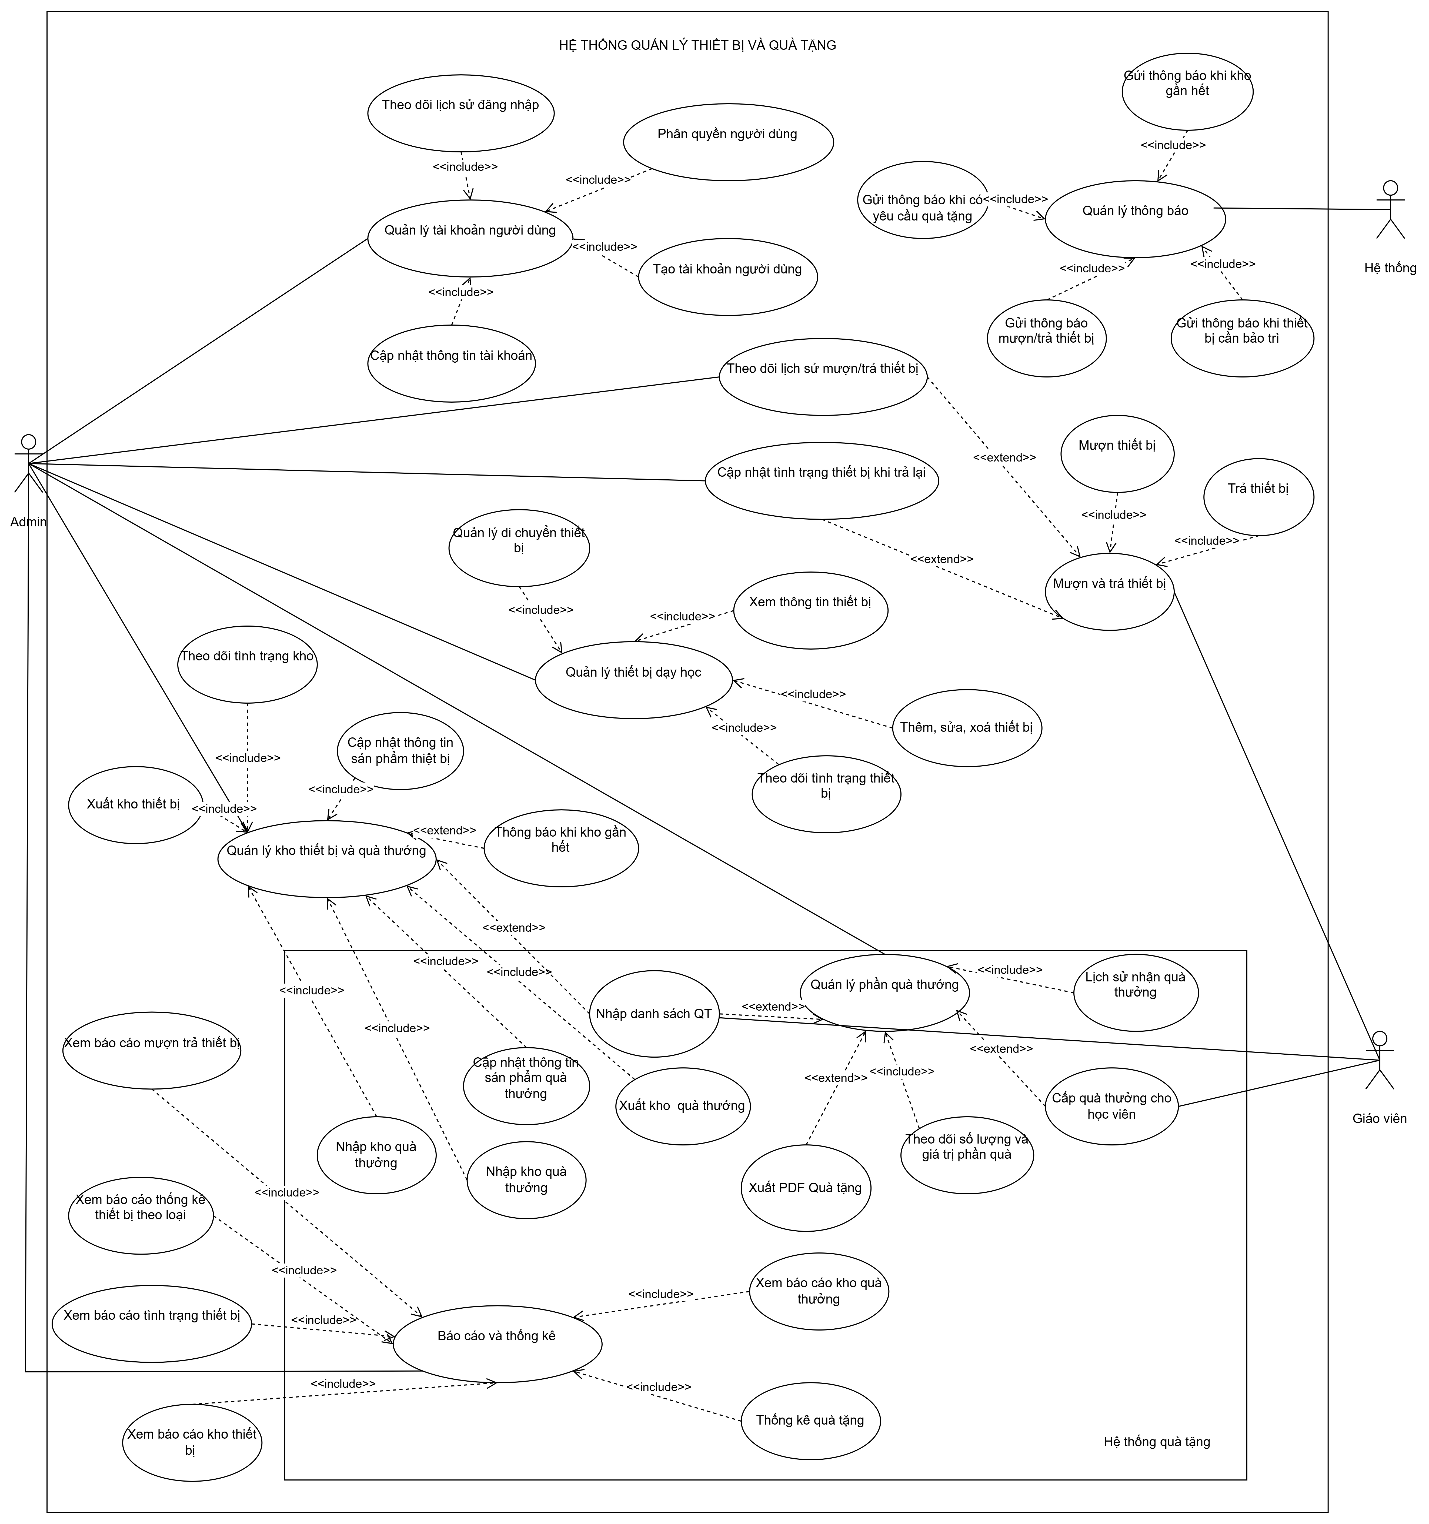 HỆ THỐNG QUẢN LÝ THIẾT BỊ VÀ QUÀ TẶNG
Gửi thông báo khi kho
gần hết
Theo dõi lịch sử đăng nhập
Phân quyền người dùng
<<include>>
<<include>>
<<include>>
Gửi thông báo khi có
yêu cầu quà tặng
<<include>>
Quản lý thông báo
Quản lý tài khoản người dùng
<<include>>
Tạo tài khoản người dùng
<<include>>
<<include>>
Hệ thống
<<include>>
Gửi thông báo
mượn/trả thiết bị
Gửi thông báo khi thiết
bị cần bảo trì
Cập nhật thông tin tài khoản
Theo dõi lịch sử mượn/trả thiết bị
Mượn thiết bị
<<extend>>
Cập nhật tình trạng thiết bị khi trả lại
Trả thiết bị
<<include>>
Admin
Quản lý di chuyển thiết
bị
<<include>>
<<extend>>
Mượn và trả thiết bị
<<include>>
Xem thông tin thiết bị
<<include>>
Theo dõi tình trạng kho
Quản lý thiết bị dạy học
<<include>>
Thêm, sửa, xoá thiết bị
<<include>>
Cập nhật thông tin
sản phẩm thiệt bị
<<include>>
Theo dõi tình trạng thiết
bị
<<include>>
Xuất kho thiết bị
<<include>>
<<extend>>
Thông báo khi kho gần
hết
Quản lý kho thiết bị và quà thưởng
<<extend>>
<<include>>
<<include>>
<<include>>
Quản lý phần quà thưởng
<<include>>
Lịch sử nhận quà
thưởng
Nhập danh sách QT
<<extend>>
<<include>>
Xem báo cáo mượn trả thiết bị
<<extend>>
Cập nhật thông tin
sản phẩm quà
thưởng
<<extend>>
<<include>>
Xuất kho  quà thưởng
Cấp quà thưởng cho
học viên
Giáo viên
Nhập kho quà
thưởng
Nhập kho quà
thưởng
Theo dõi số lượng và
giá trị phần quà
Xuất PDF Quà tặng
<<include>>
Xem báo cáo thống kê
thiết bị theo loại
<<include>>
Xem báo cáo kho quà
thưởng
<<include>>
Xem báo cáo tình trạng thiết bị
<<include>>
Báo cáo và thống kê
<<include>>
<<include>>
Thống kê quà tặng
Xem báo cáo kho thiết
bị
Hệ thống quà tặng